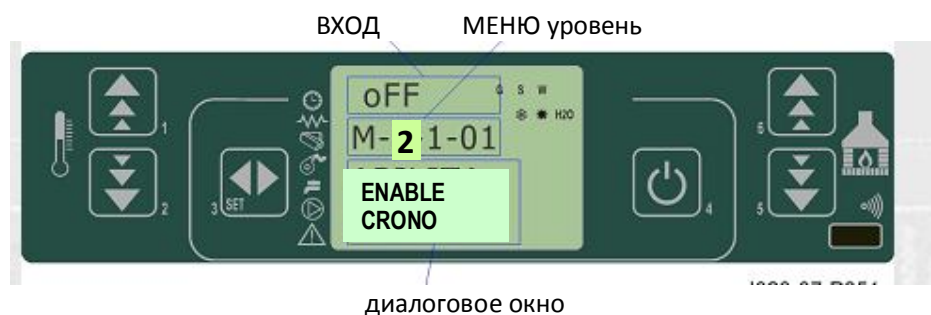 ВХОД МЕНЮ уровень
oFF
G S W
H2O
M-2-1-01
ENABLE
CRONO
1
2
3 SET
4
5
6
диалоговое окно